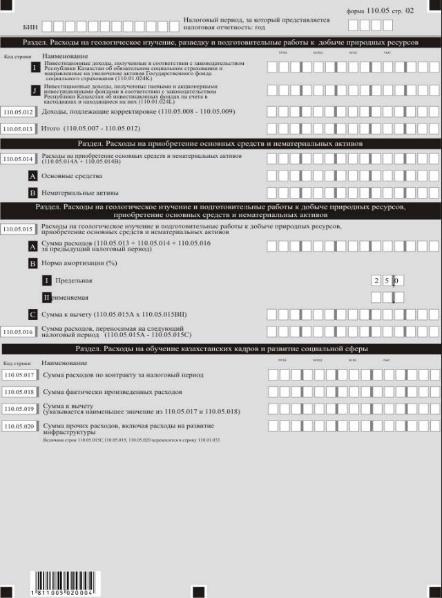 форма 110.05 стр. 02
БИН
Налоговый период, за который представляется
налоговая отчетность: год
Раздел. Расходы на геологическое изучение, разведку и подготовительные работы к добыче природных ресурсов
Код строки Наименование
I Инвестиционные доходы, полученные в соответствии с законодательством
Республики Казахстан об обязательном социальном страховании и
направленные на увеличение активов Государственного фонда
социального страхования (110.01.024K)
J Инвестиционные доходы, полученные паевыми и акционерными
инвестиционными фондами в соответствии с законодательством
Республики Казахстан об инвестиционных фондах на счета в
кастодианах и находящиеся на них (110.01.024L)
110.05.012 Доходы, подлежащие корректировке (110.05.008 - 110.05.009)
110.05.013 Итого (110.05.007 - 110.05.012)
Раздел. Расходы на приобретение основных средств и нематериальных активов
110.05.014 Расходы на приобретение основных средств и нематериальных активов
(110.05.014A + 110.05.014B)
A Основные средства
B Нематериальные активы
Раздел. Расходы на геологическое изучение и подготовительные работы к добыче природных ресурсов,
приобретение основных средств и нематериальных активов
110.05.015 Расходы на геологическое изучение и подготовительные работы к добыче природных ресурсов,
приобретение основных средств и нематериальных активов
A Сумма расходов (110.05.013 + 110.05.014 + 110.05.016
за предыдущий налоговый период)
B Норма амортизации (%)
I Предельная 2 5 0
II Применяемая
C Сумма к вычету (110.05.015A x 110.05.015BII)
110.05.016 Сумма расходов, переносимая на следующий
налоговый период (110.05.015A - 110.05.015C)
Раздел. Расходы на обучение казахстанских кадров и развитие социальной сферы
Код строки Наименование
110.05.017 Сумма расходов по контракту за налоговый период
110.05.018 Сумма фактически произведенных расходов
110.05.019 Сумма к вычету
(указывается наименьшее значение из 110.05.017 и 110.05.018)
110.05.020 Сумма прочих расходов, включая расходы на развитие
инфраструктуры
Величина строк 110.05.015C, 110.05.019, 110.05.020 переносится в строку 110.01.032
1811005020004